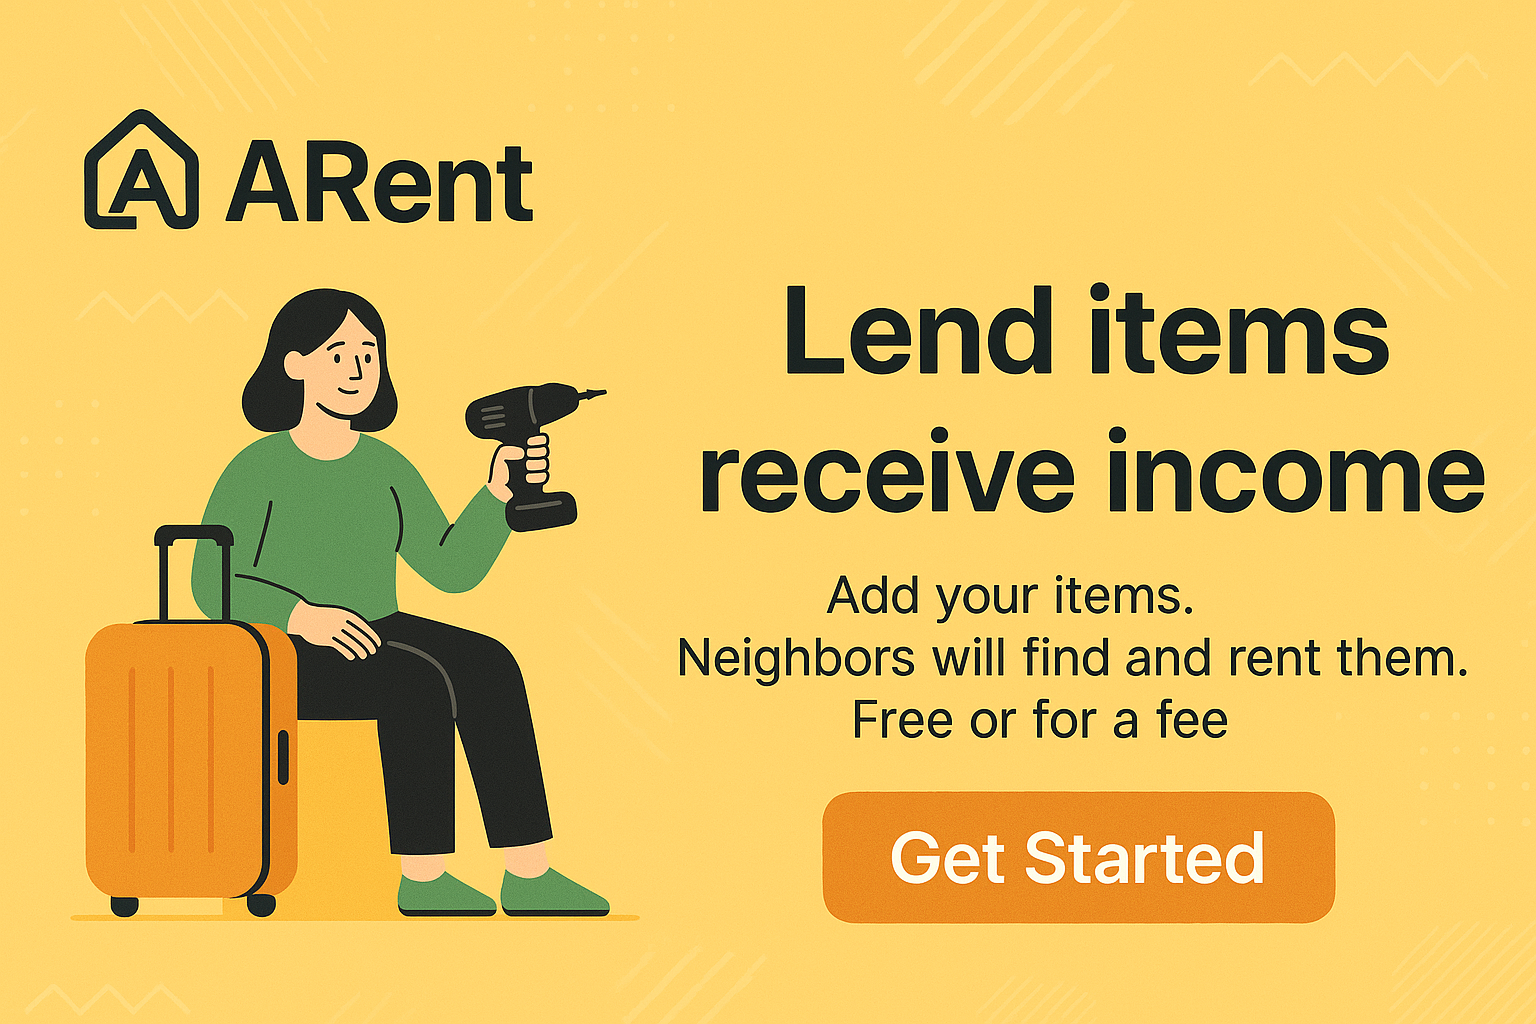 ARent
Lend items
receive income
Add your items.
Neighbors will find and rent them.
Free or for a fee
Get Started